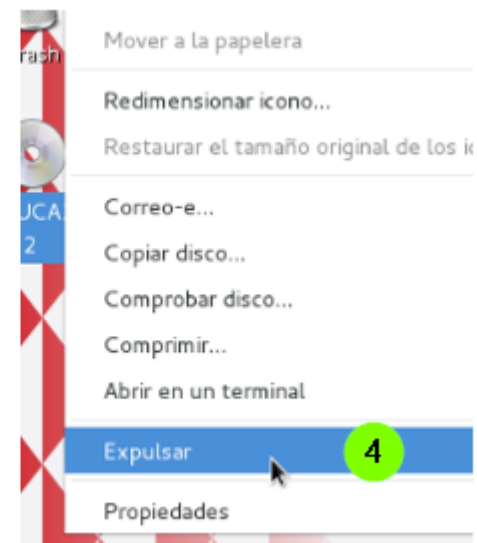 Mover a la papelera
rash
Redimensionar icono...
Restaurar el tamaño original de los
Correo-e...
UCA
Copiar disco...
2
Comprobar disco...
Comprimir...
Abrir en un terminal
Expulsar 4
Propiedades